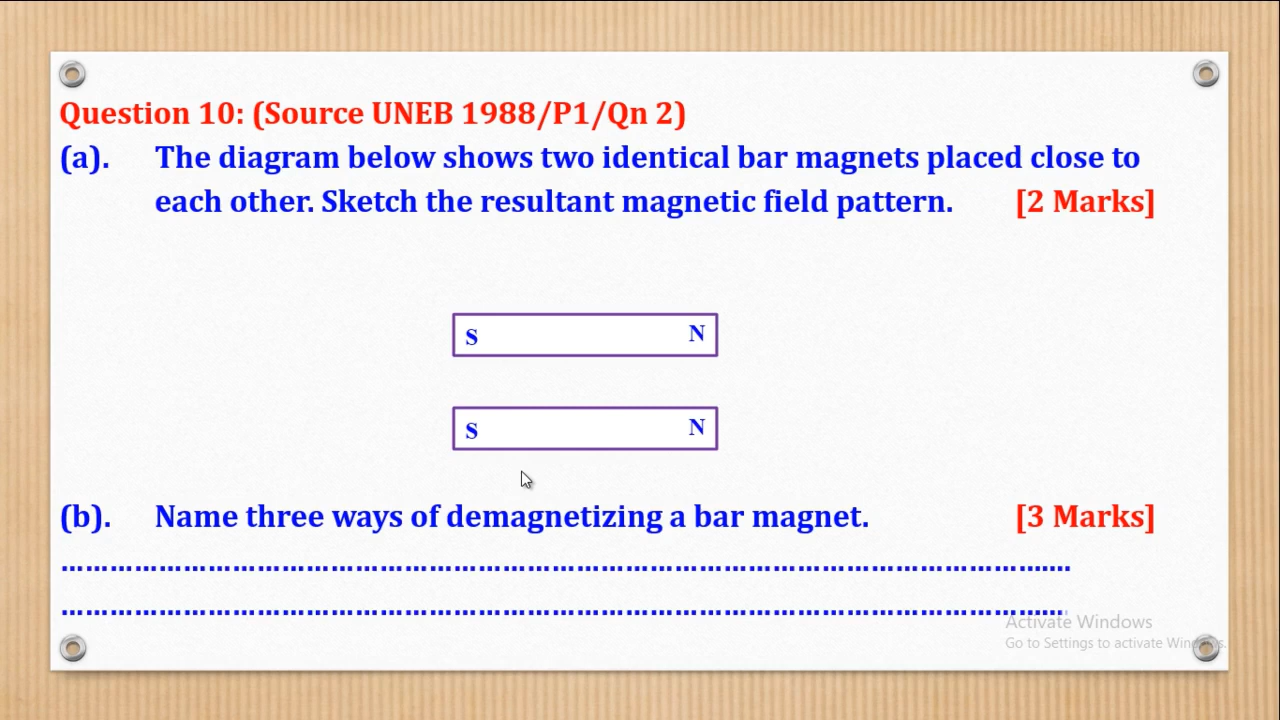 Question 10: (Source UNEB 1988/P1/Qn 2)
(a). The diagram below shows two identical bar magnets placed close to
each other. Sketch the resultant magnetic field pattern. [2 Marks]
S N
S N
(b). Name three ways of demagnetizing a bar magnet. [3 Marks]
………………………………………………………………………………………………………….....
………………………………………………………………………………………………………….....
Activate Windows
Go to Settings to activate Windows.